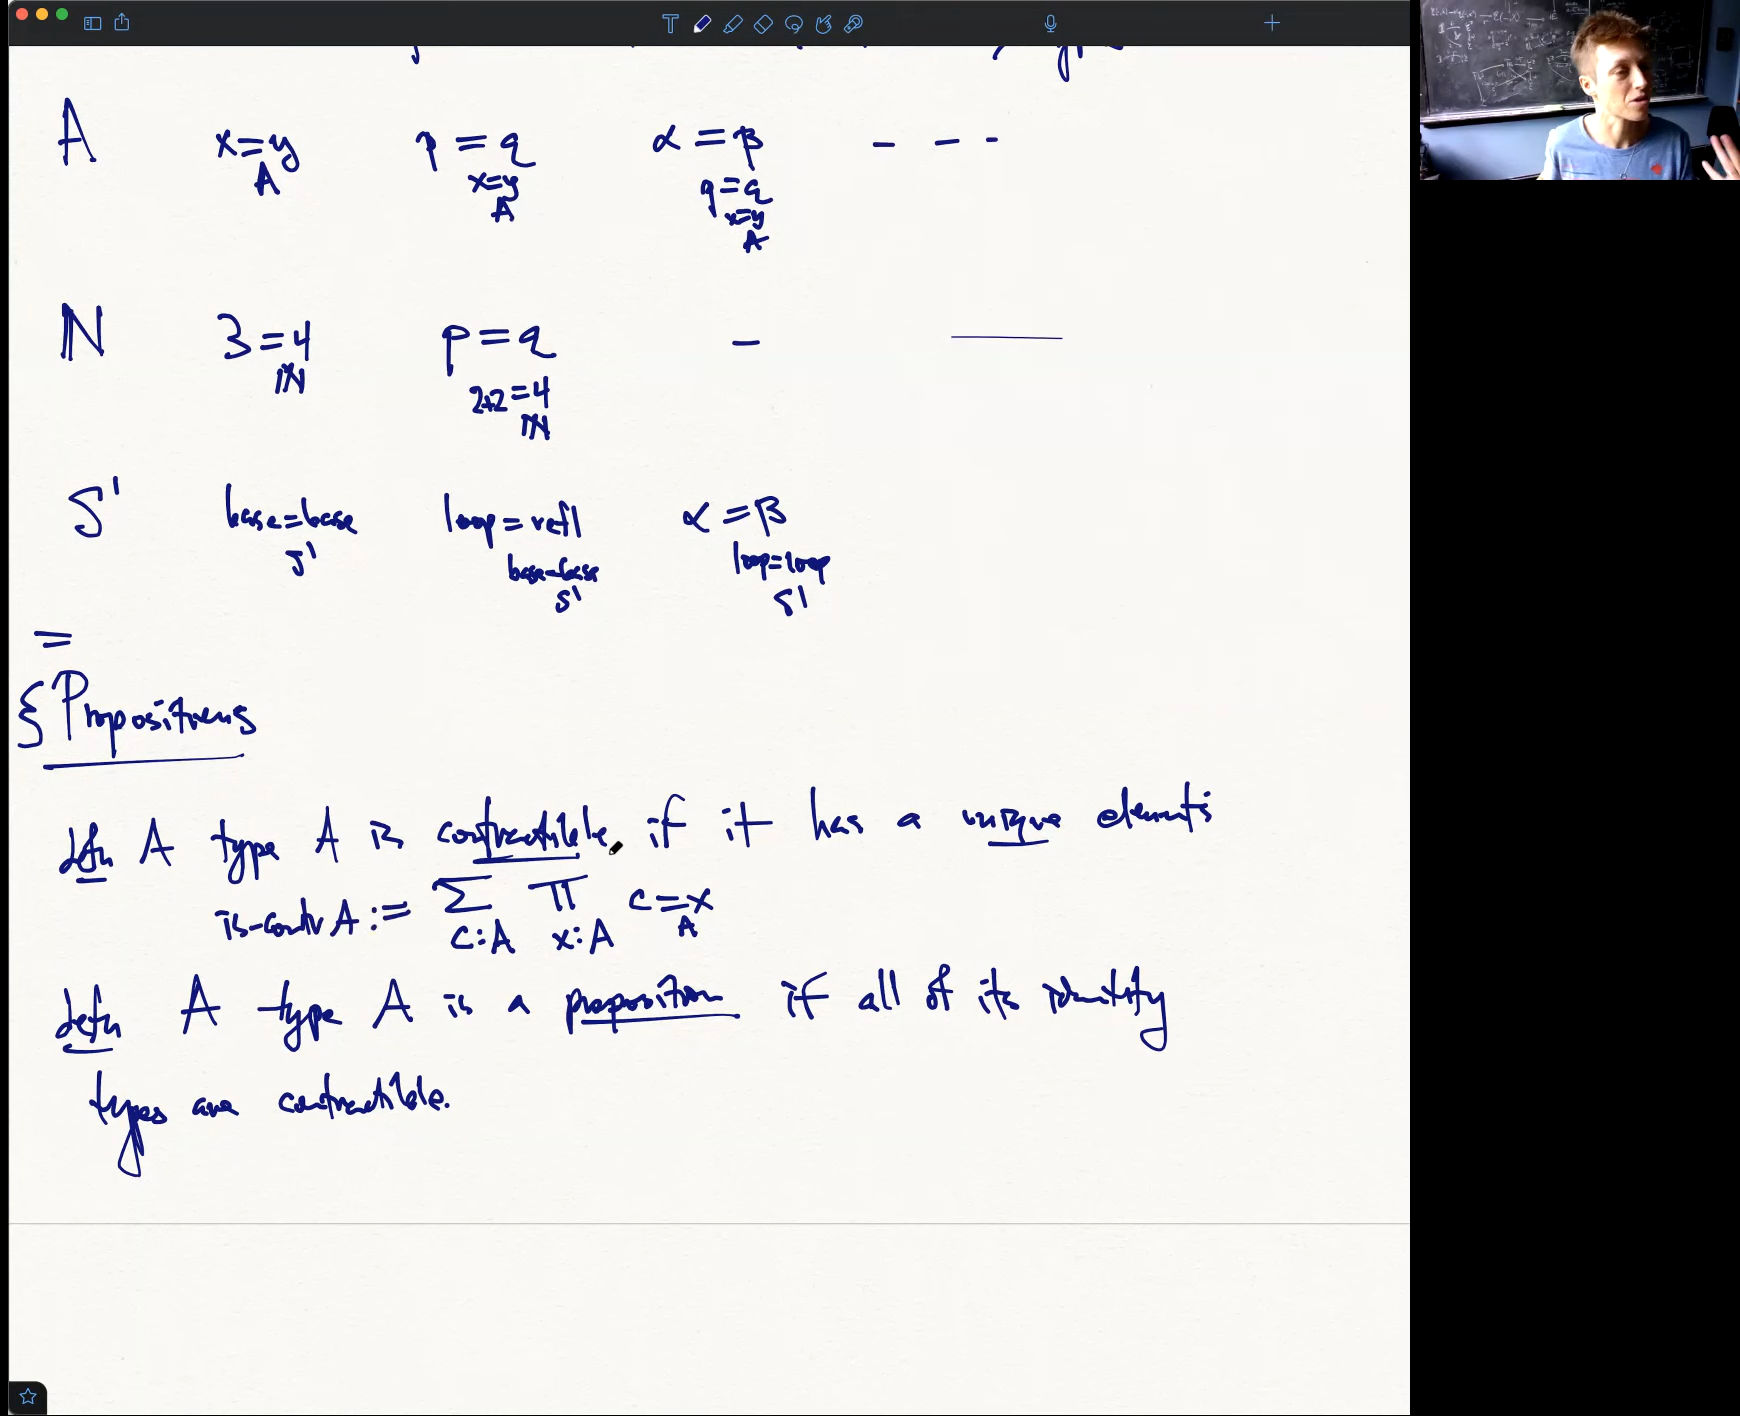 A x=y A p=q x=y A α=β q=q x=y A - - -
N 3=4 N p=q 2+2=4 N - —
S¹ base=base S¹ loop=refl base=base S¹ α=β loop=loop S¹
=
§ Propositions
defn A type A is contractible if it has a unique element:
is-contr A := Σ c:A Π x:A c=x A
defn A type A is a proposition if all of its identity
types are contractible.